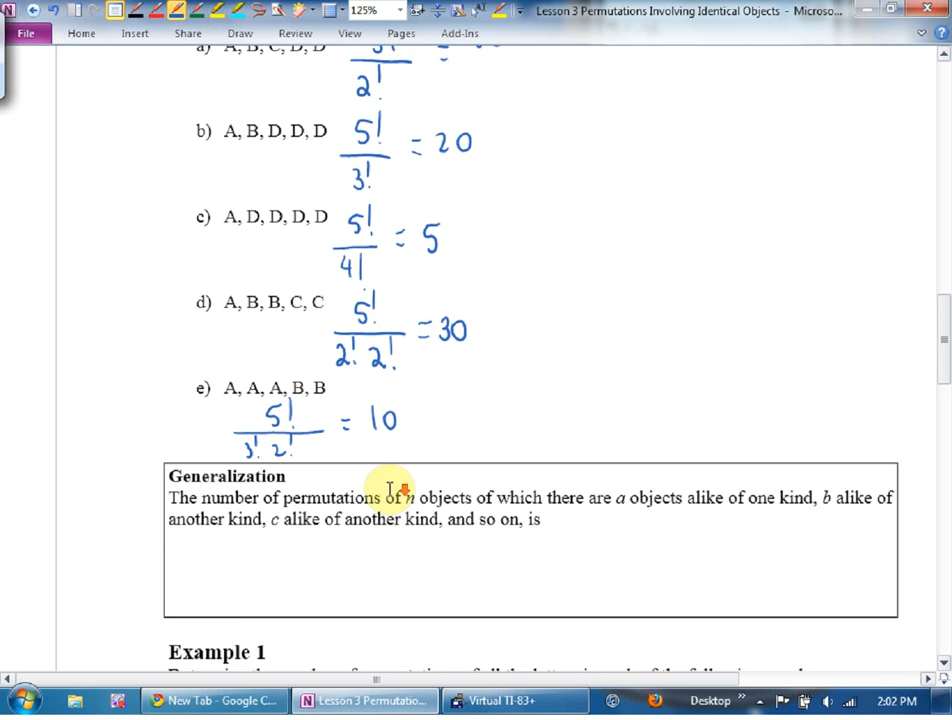 125%
Lesson 3 Permutations Involving Identical Objects - Microso...
File Home Insert Share Draw Review View Pages Add-Ins
a) A, B, C, D, D
2!
b) A, B, D, D, D 5!/3! = 20
c) A, D, D, D, D 5!/4! = 5
d) A, B, B, C, C 5!/2! 2! = 30
e) A, A, A, B, B
5!/3! 2! = 10
Generalization
The number of permutations of n objects of which there are a objects alike of one kind, b alike of
another kind, c alike of another kind, and so on, is
Example 1
New Tab - Google C... Lesson 3 Permutatio... Virtual TI-83+ Desktop 2:02 PM